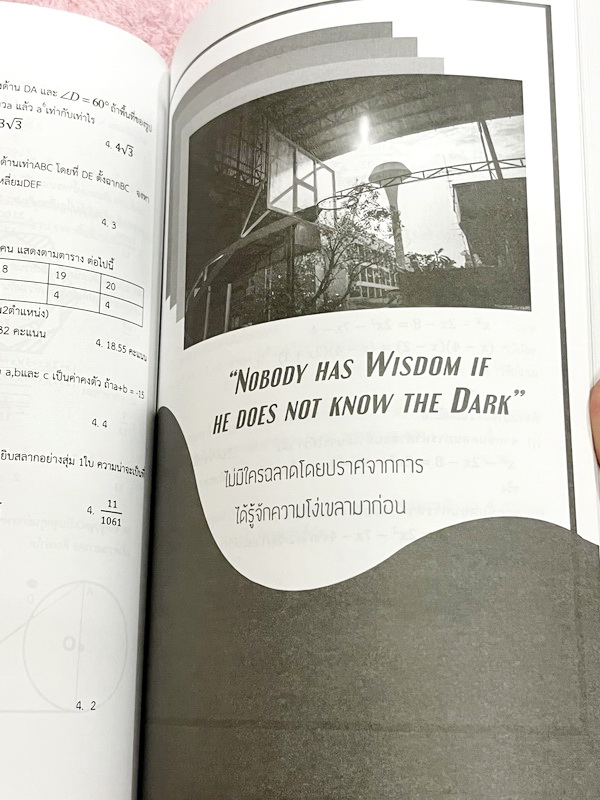 ด้าน DA และ ∠D = 60° ถ้าพื้นที่ของรูป
แล้ว a เท่ากับเท่าไร
3√3
4. 4√3
ด้านเท่าABC โดยที่ DE ตั้งฉากBC
เหลี่ยมDEF
4. 3
คน แสดงตามตาราง ต่อไปนี้
8 19 20
4 4
2ตำแหน่ง)
32 คะแนน
4. 18.55 คะแนน
a,bและ c เป็นค่าคงตัว ถ้าa+b = -15
4. 4
หยิบสลากอย่างสุ่ม 1ใบ ความน่าจะเป็นที่
4. 11/1061
4. 2
“NOBODY HAS WISDOM IF
HE DOES NOT KNOW THE DARK”
ไม่มีใครฉลาดโดยปราศจากการ
ได้รู้จักความโง่เขลามาก่อน